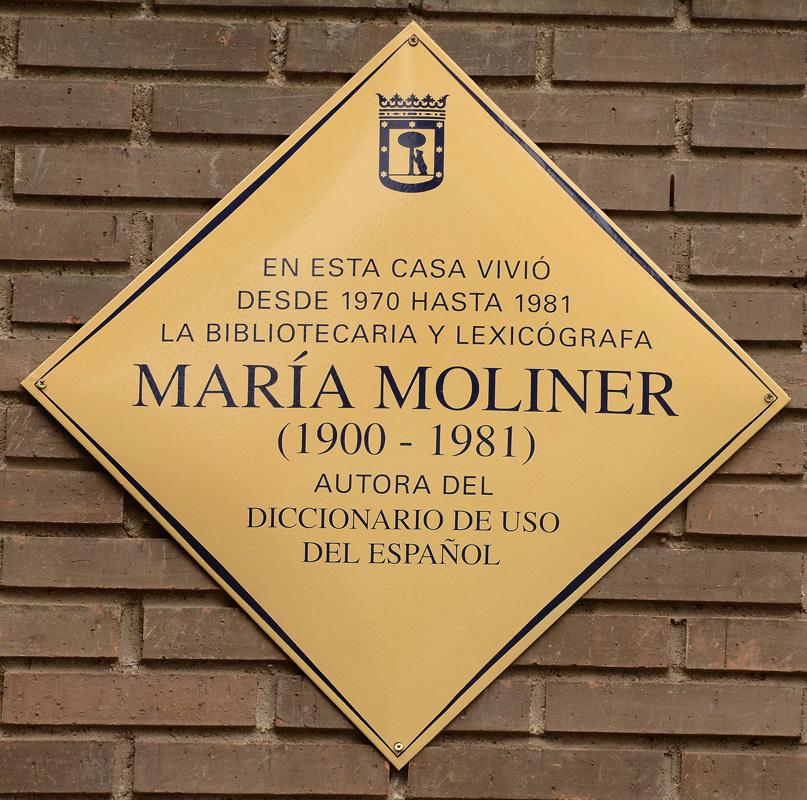 EN ESTA CASA VIVIÓ
DESDE 1970 HASTA 1981
LA BIBLIOTECARIA Y LEXICÓGRAFA
MARÍA MOLINER
(1900 - 1981)
AUTORA DEL
DICCIONARIO DE USO
DEL ESPAÑOL